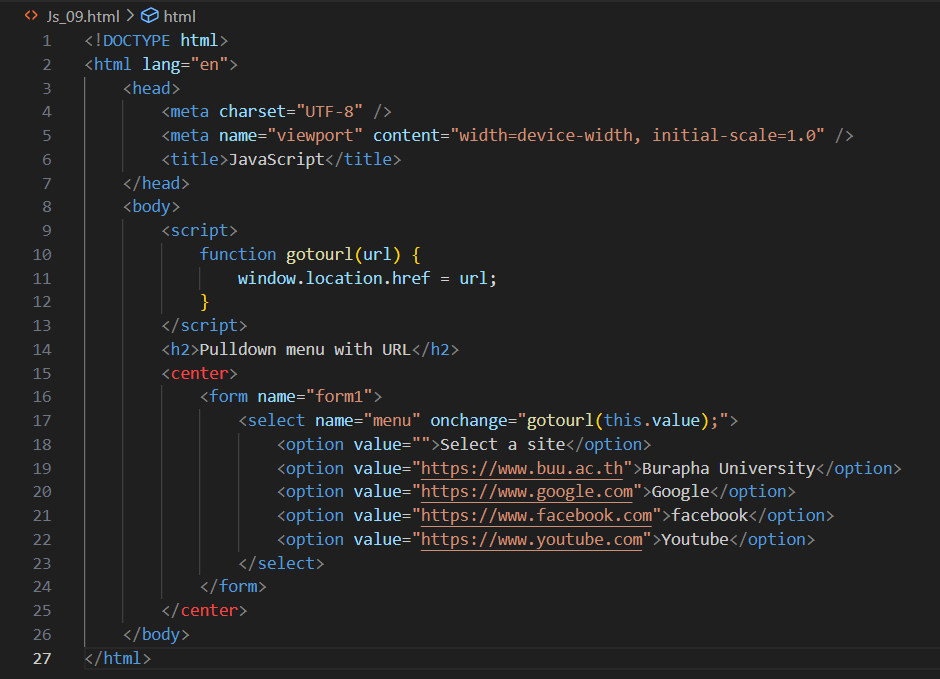 Js_09.html > html
1 <!DOCTYPE html>
2 <html lang="en">
3     <head>
4         <meta charset="UTF-8" />
5         <meta name="viewport" content="width=device-width, initial-scale=1.0" />
6         <title>JavaScript</title>
7     </head>
8     <body>
9         <script>
10             function gotourl(url) {
11                 window.location.href = url;
12             }
13         </script>
14         <h2>Pulldown menu with URL</h2>
15         <center>
16             <form name="form1">
17                 <select name="menu" onchange="gotourl(this.value);">
18                     <option value="">Select a site</option>
19                     <option value="https://www.buu.ac.th">Burapha University</option>
20                     <option value="https://www.google.com">Google</option>
21                     <option value="https://www.facebook.com">facebook</option>
22                     <option value="https://www.youtube.com">Youtube</option>
23                 </select>
24             </form>
25         </center>
26     </body>
27 </html>